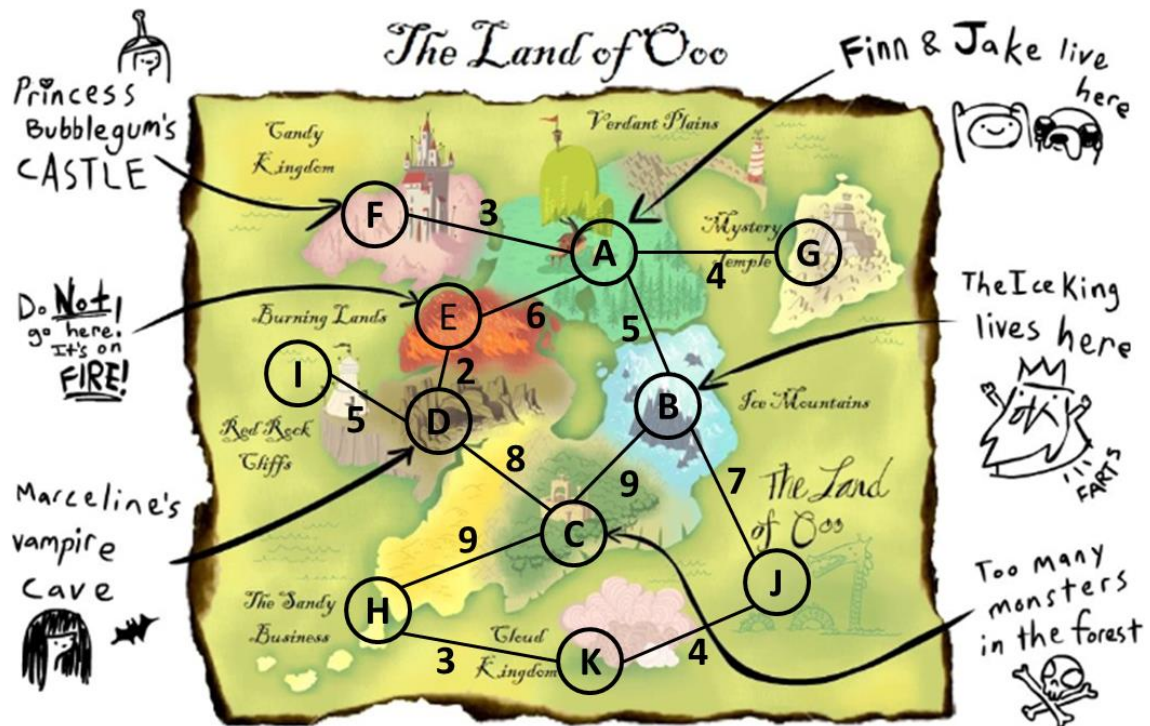 The Land of Ooo
Finn & Jake live
here
Princess
Bubblegum's
CASTLE
Candy
Kingdom
Verdant Plains
F
3
A
Mystery
Temple
G
4
Do Not!
go here!
It's on
FIRE!
Burning Lands
E
6
5
The Ice King
lives here
FARTS
I
2
5
D
B
Ice Mountains
Red Rock
Cliffs
8
9
7
The Land
of Ooo
Marceline's
vampire
cave
9
C
J
Too many
monsters
in the forest
The Sandy
Business
H
Cloud
Kingdom
3
K
4